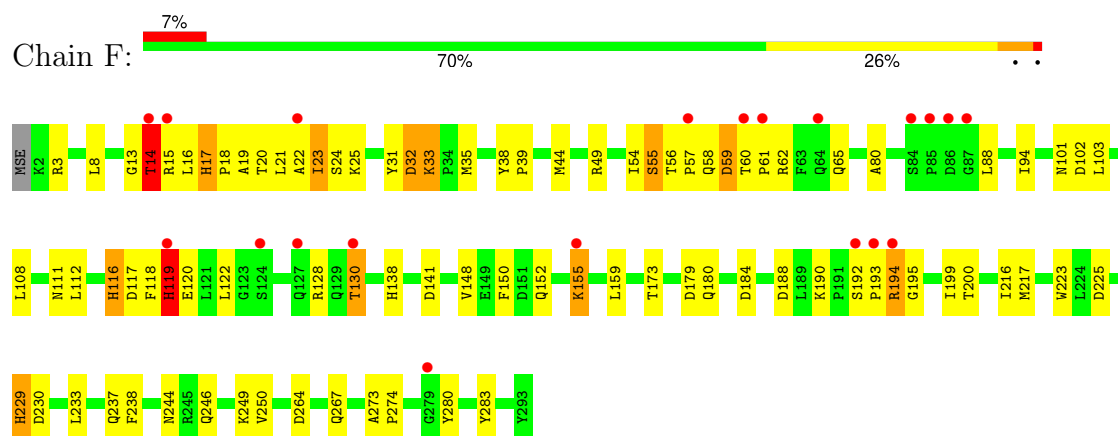 7%
Chain F:
70% 26% • •
MSE K2 R3 L8 G13 T14 R15 L16 H17 P18 A19 T20 L21 A22 I23 S24 K25 Y31 D32 K33 P34 M35 Y38 P39 M44 R49 I54 S55 T56 P57 Q58 D59 T60 P61 R62 F63 Q64 Q65 A80 S84 P85 D86 G87 L88 I94 N101 D102 L103
L108 N111 L112 H116 D117 F118 H119 E120 L121 L122 G123 S124 Q127 R128 Q129 T130 H138 D141 V148 E149 F150 D151 Q152 K155 L159 T173 D179 Q180 D184 D188 L189 K190 P191 S192 P193 R194 G195 I199 T200 I216 M217 W223 L224 D225
H229 D230 L233 Q237 F238 N244 R245 Q246 K249 V250 D264 Q267 A273 P274 G279 Y280 Y283 Y293